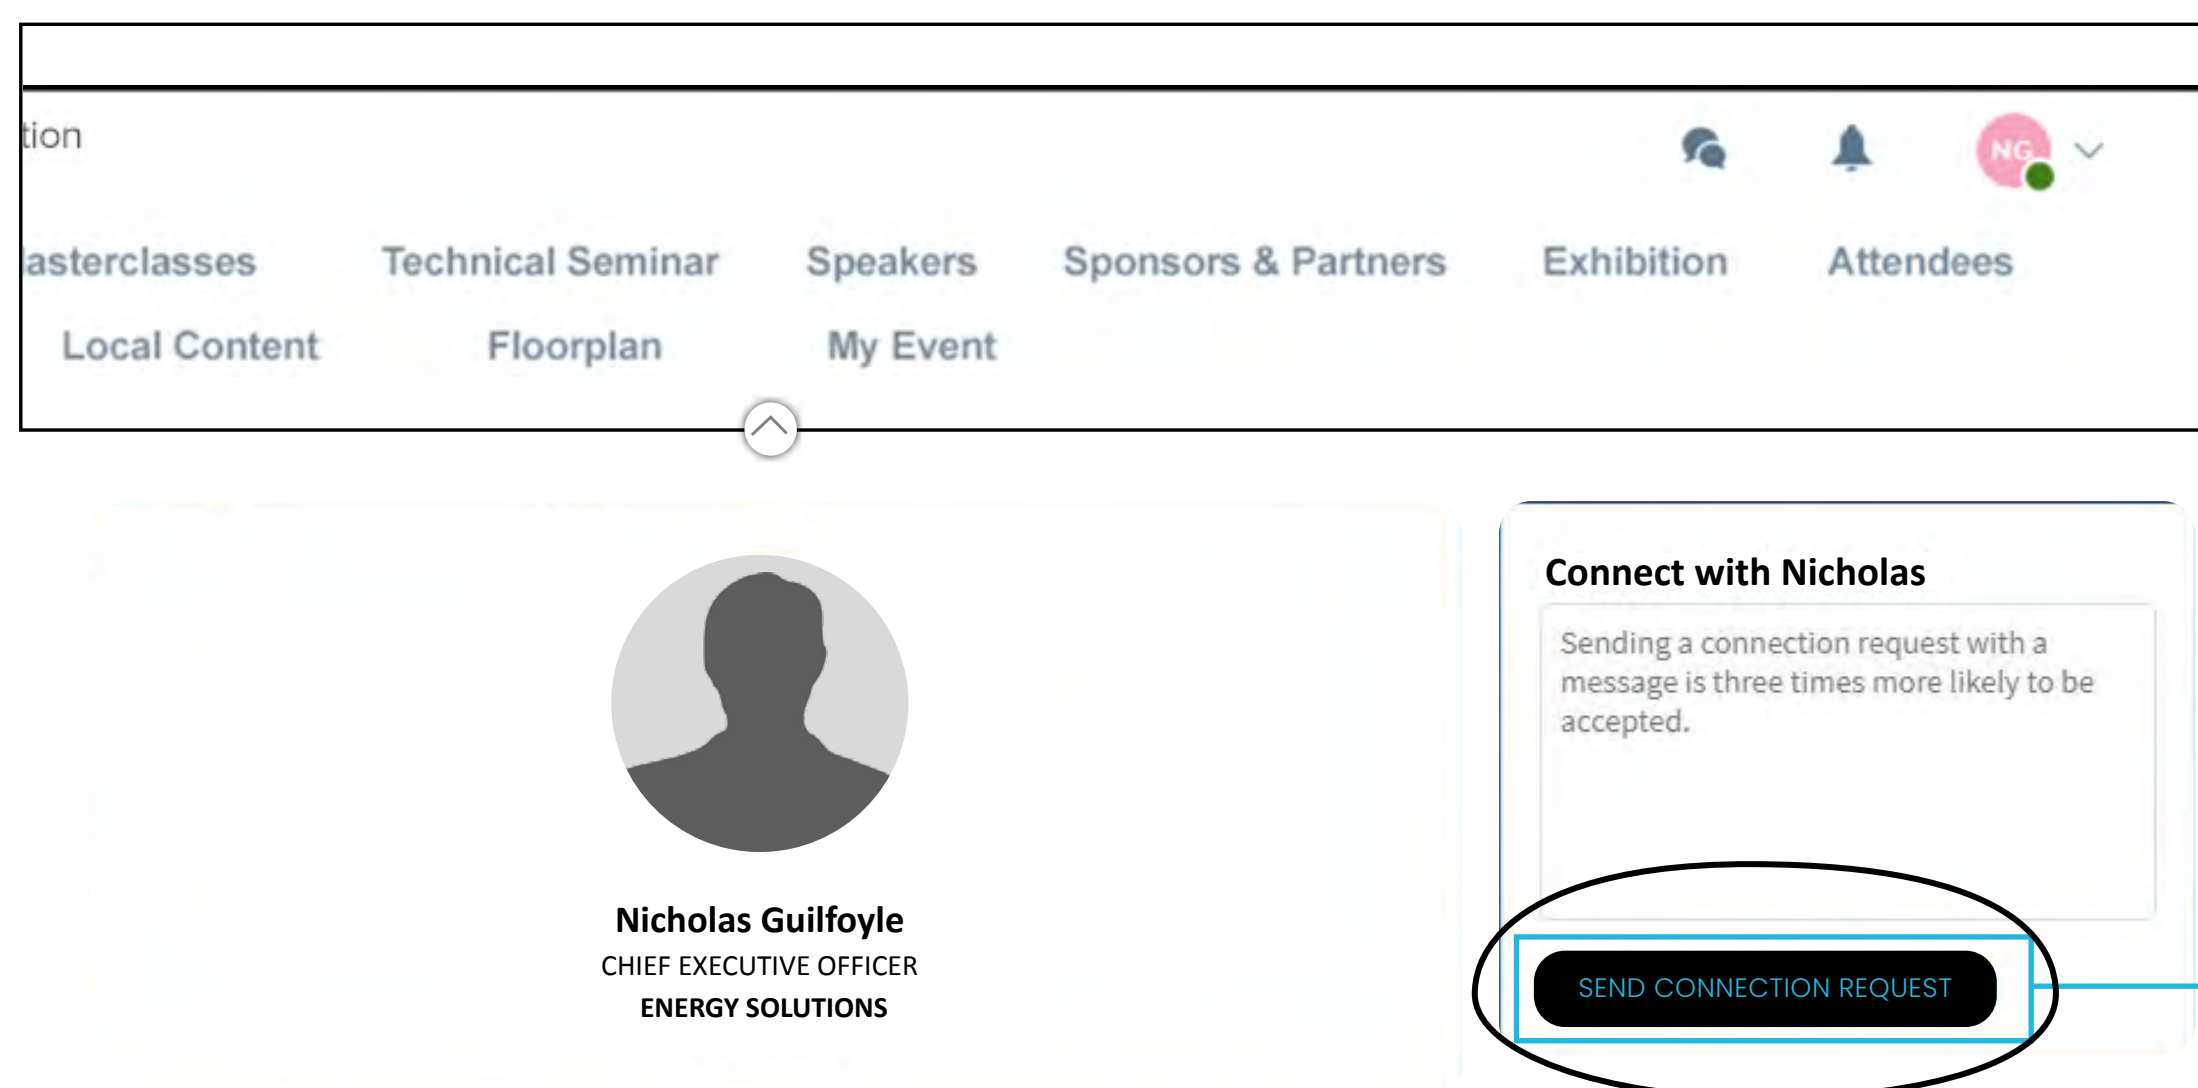 tion
NG
lasterclasses Technical Seminar Speakers Sponsors & Partners Exhibition Attendees
Local Content Floorplan My Event
Connect with Nicholas
Sending a connection request with a
message is three times more likely to be
accepted.
Nicholas Guilfoyle
CHIEF EXECUTIVE OFFICER
ENERGY SOLUTIONS
SEND CONNECTION REQUEST